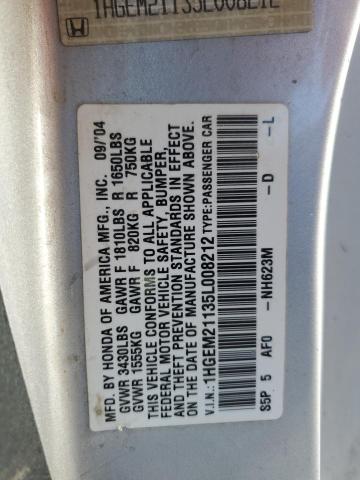 1HGEM21135L008212
MFD. BY HONDA OF AMERICA MFG., INC. 09/'04
GVWR 3430LBS GAWR F 1810LBS R 1650LBS
GVWR 1555KG GAWR F 820KG R 750KG
THIS VEHICLE CONFORMS TO ALL APPLICABLE
FEDERAL MOTOR VEHICLE SAFETY, BUMPER,
AND THEFT PREVENTION STANDARDS IN EFFECT
ON THE DATE OF MANUFACTURE SHOWN ABOVE.
V.I.N.: 1HGEM21135L008212 TYPE: PASSENGER CAR
S5P 5 AF0 -NH623M -D -L